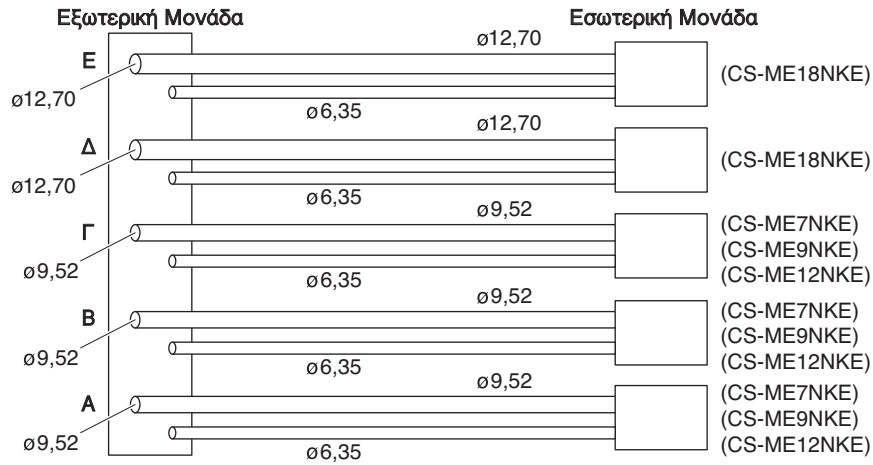 Εξωτερική Μονάδα
Εσωτερική Μονάδα
Ε
ø12,70
ø12,70
ø6,35
(CS-ME18NKE)
Δ
ø12,70
ø12,70
ø6,35
(CS-ME18NKE)
Γ
ø9,52
ø9,52
ø6,35
(CS-ME7NKE)
(CS-ME9NKE)
(CS-ME12NKE)
Β
ø9,52
ø9,52
ø6,35
(CS-ME7NKE)
(CS-ME9NKE)
(CS-ME12NKE)
Α
ø9,52
ø9,52
ø6,35
(CS-ME7NKE)
(CS-ME9NKE)
(CS-ME12NKE)